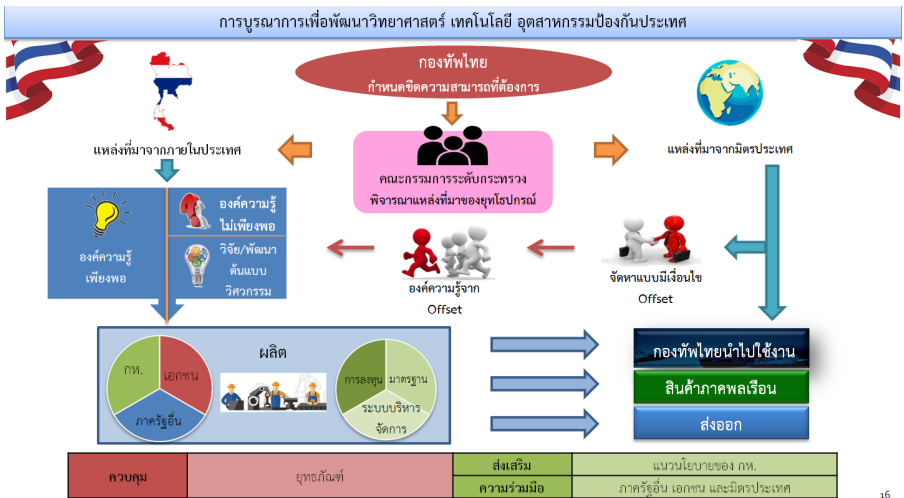 การบูรณาการเพื่อพัฒนาวิทยาศาสตร์ เทคโนโลยี อุตสาหกรรมป้องกันประเทศ
กองทัพไทย
กำหนดขีดความสามารถที่ต้องการ
แหล่งที่มาจากภายในประเทศ
คณะกรรมการระดับกระทรวง
พิจารณาแหล่งที่มาของยุทโธปกรณ์
แหล่งที่มาจากมิตรประเทศ
องค์ความรู้
เพียงพอ
องค์ความรู้
ไม่เพียงพอ
วิจัย/พัฒนา
ต้นแบบ
วิศวกรรม
องค์ความรู้จาก
Offset
จัดหาแบบมีเงื่อนไข
Offset
ผลิต
กห.
เอกชน
ภาครัฐอื่น
การลงทุน
มาตรฐาน
ระบบบริหาร
จัดการ
กองทัพไทยนำไปใช้งาน
สินค้าภาคพลเรือน
ส่งออก
ควบคุม
ยุทธภัณฑ์
ส่งเสริม
แนวนโยบายของ กห.
ความร่วมมือ
ภาครัฐอื่น เอกชน และมิตรประเทศ
16